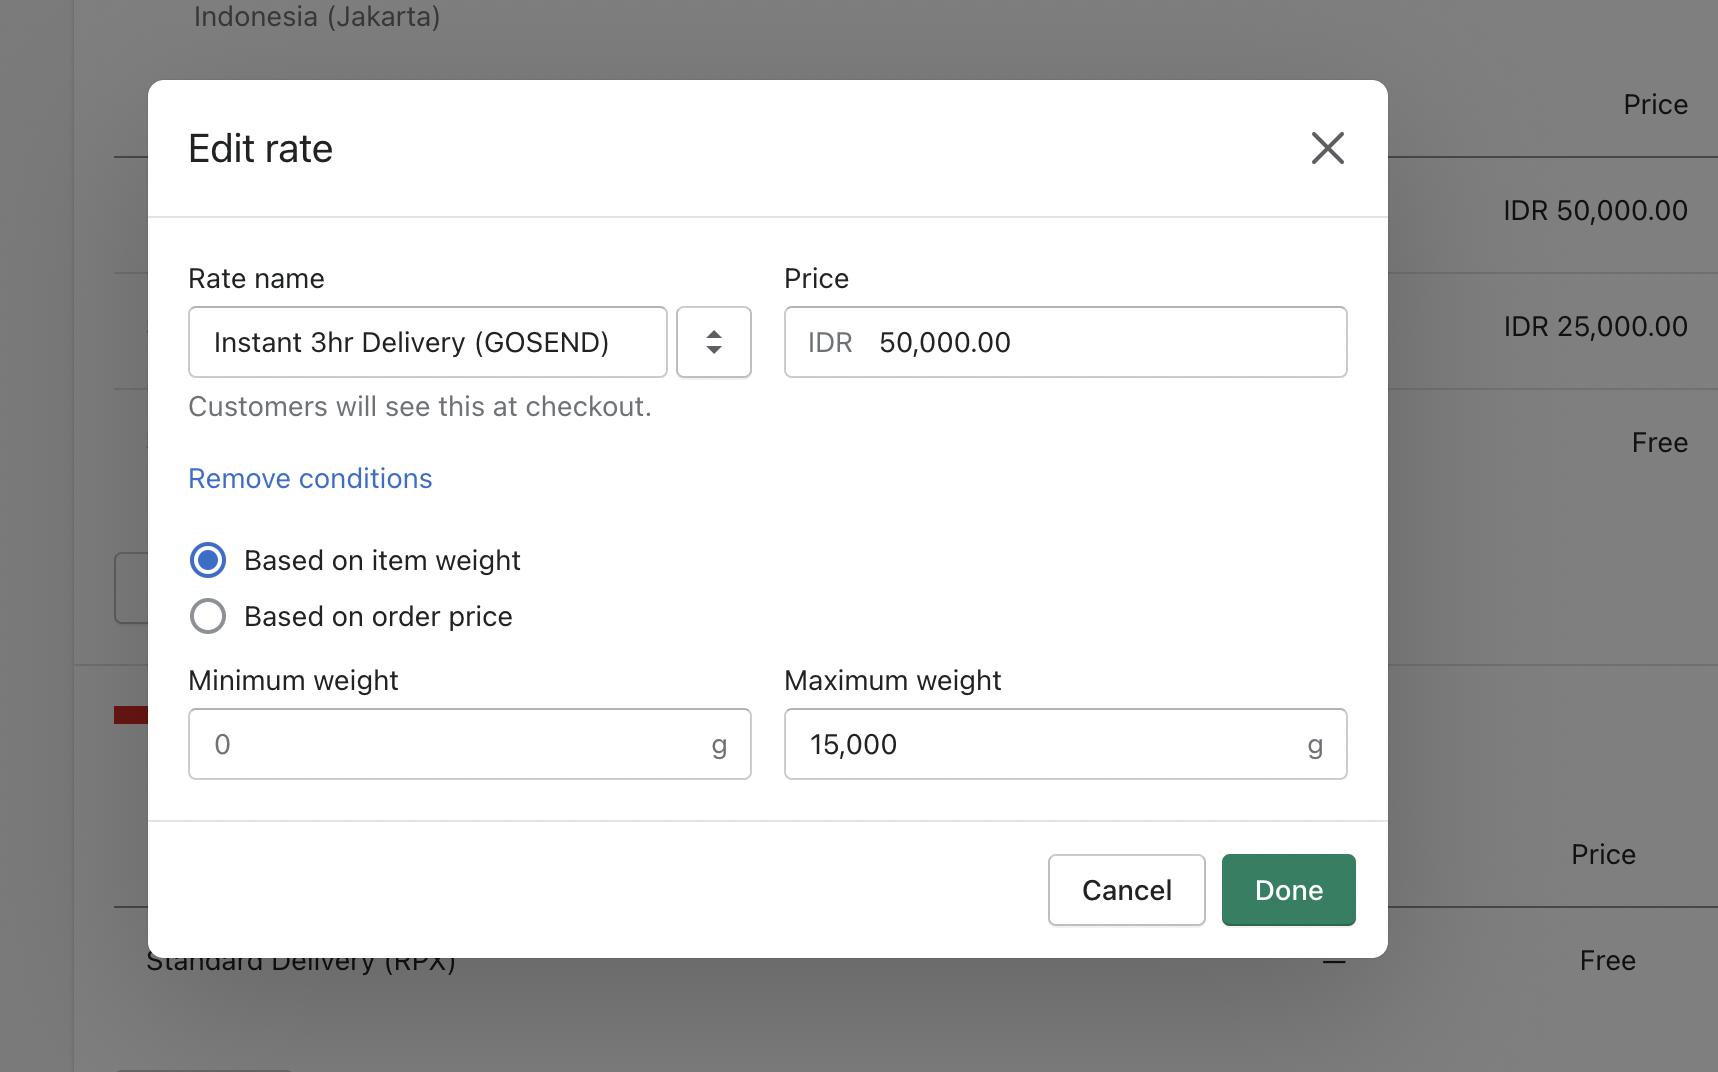 Indonesia (Jakarta)
Price
Edit rate
IDR 50,000.00
Rate name
Price
Instant 3hr Delivery (GOSEND)
IDR 50,000.00
IDR 25,000.00
Customers will see this at checkout.
Free
Remove conditions
Based on item weight
Based on order price
Minimum weight
Maximum weight
0 g
15,000 g
Price
Cancel
Done
Standard Delivery (RPX)
—
Free